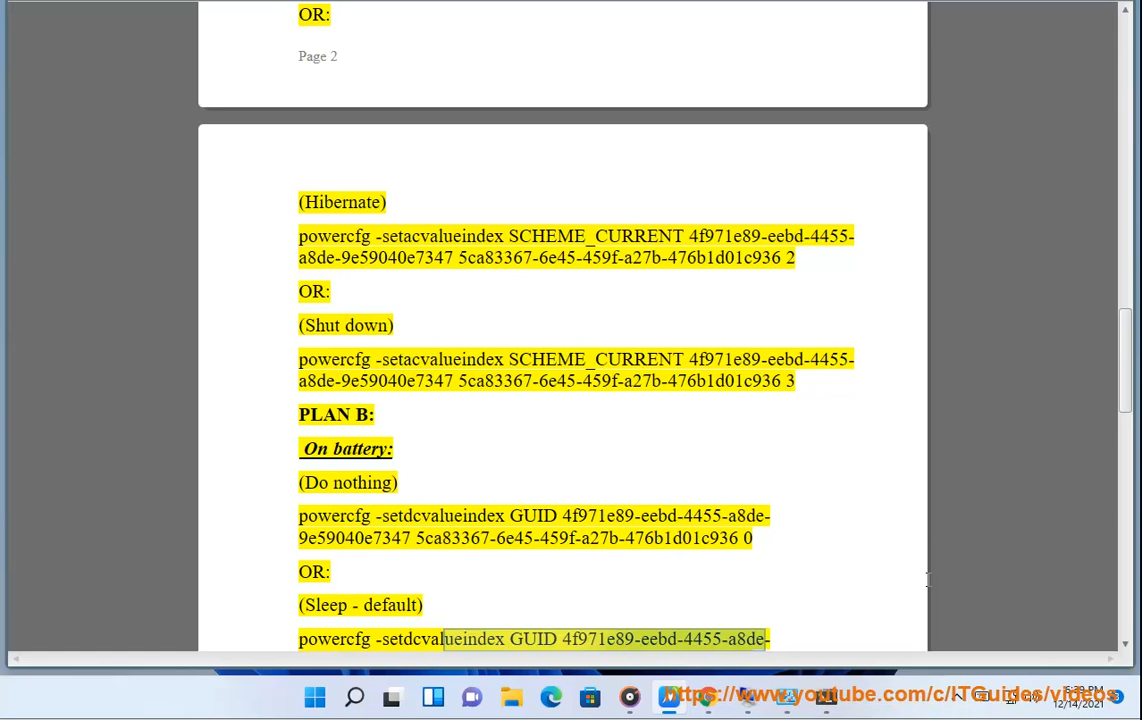 OR:
Page 2
(Hibernate)
powercfg -setacvalueindex SCHEME_CURRENT 4f971e89-eebd-4455-
a8de-9e59040e7347 5ca83367-6e45-459f-a27b-476b1d01c936 2
OR:
(Shut down)
powercfg -setacvalueindex SCHEME_CURRENT 4f971e89-eebd-4455-
a8de-9e59040e7347 5ca83367-6e45-459f-a27b-476b1d01c936 3
PLAN B:
On battery:
(Do nothing)
powercfg -setdcvalueindex GUID 4f971e89-eebd-4455-a8de-
9e59040e7347 5ca83367-6e45-459f-a27b-476b1d01c936 0
OR:
(Sleep - default)
powercfg -setdcvalueindex GUID 4f971e89-eebd-4455-a8de-
https://www.youtube.com/c/ITGuides/videos
12/14/2021